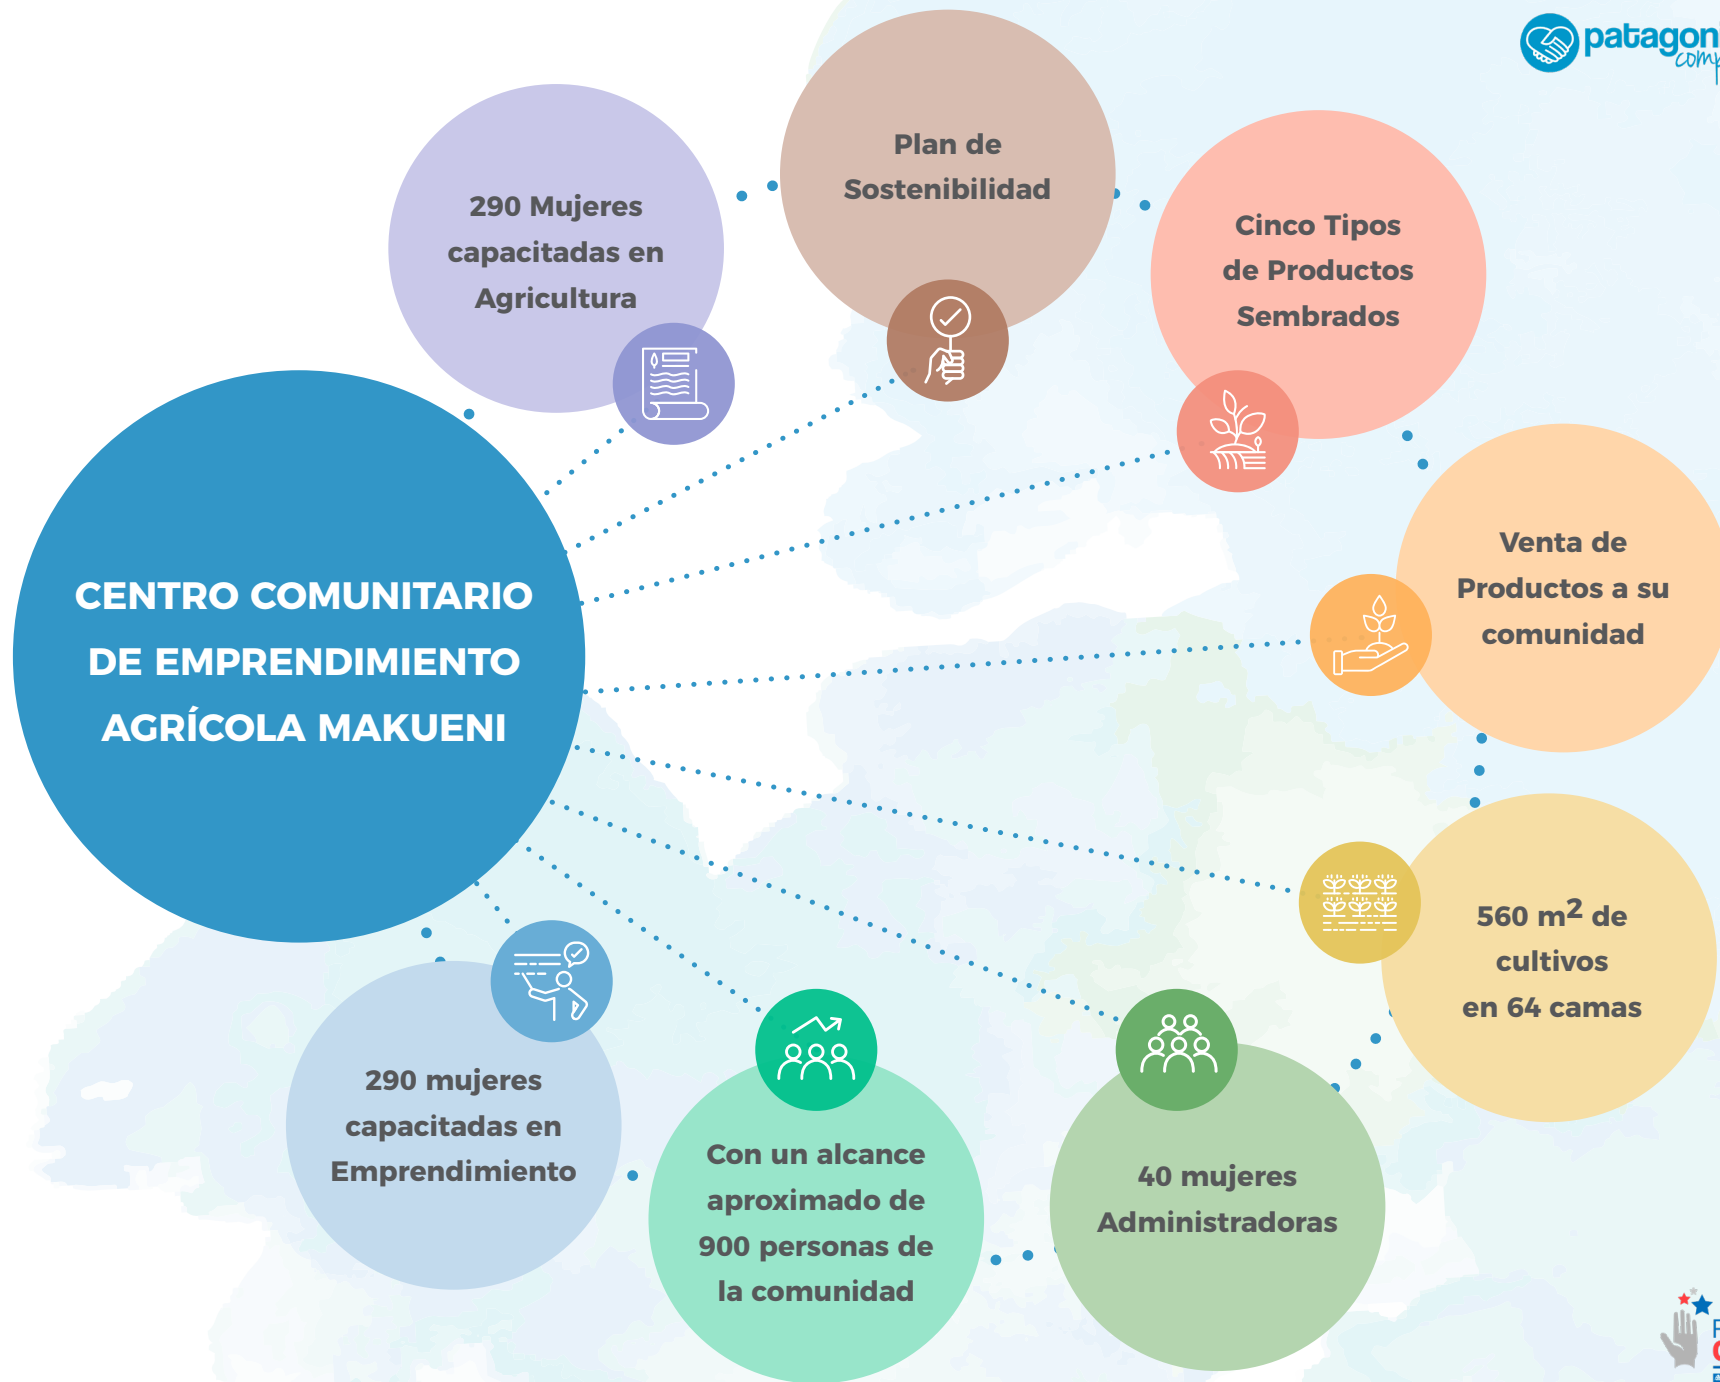 patagon
comp
290 Mujeres
capacitadas en
Agricultura
Plan de
Sostenibilidad
Cinco Tipos
de Productos
Sembrados
Venta de
Productos a su
comunidad
CENTRO COMUNITARIO
DE EMPRENDIMIENTO
AGRÍCOLA MAKUENI
560 m² de
cultivos
en 64 camas
290 mujeres
capacitadas en
Emprendimiento
Con un alcance
aproximado de
900 personas de
la comunidad
40 mujeres
Administradoras